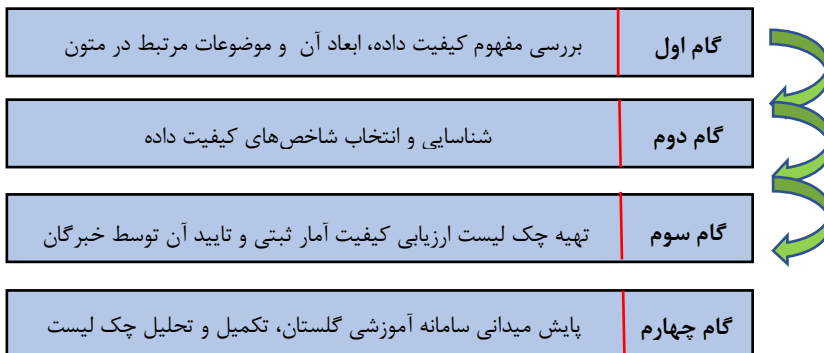 گام اول بررسی مفهوم کیفیت داده، ابعاد آن و موضوعات مرتبط در متون
گام دوم شناسایی و انتخاب شاخص‌های کیفیت داده
گام سوم تهیه چک لیست ارزیابی کیفیت آمار ثبتی و تایید آن توسط خبرگان
گام چهارم پایش میدانی سامانه آموزشی گلستان، تکمیل و تحلیل چک لیست